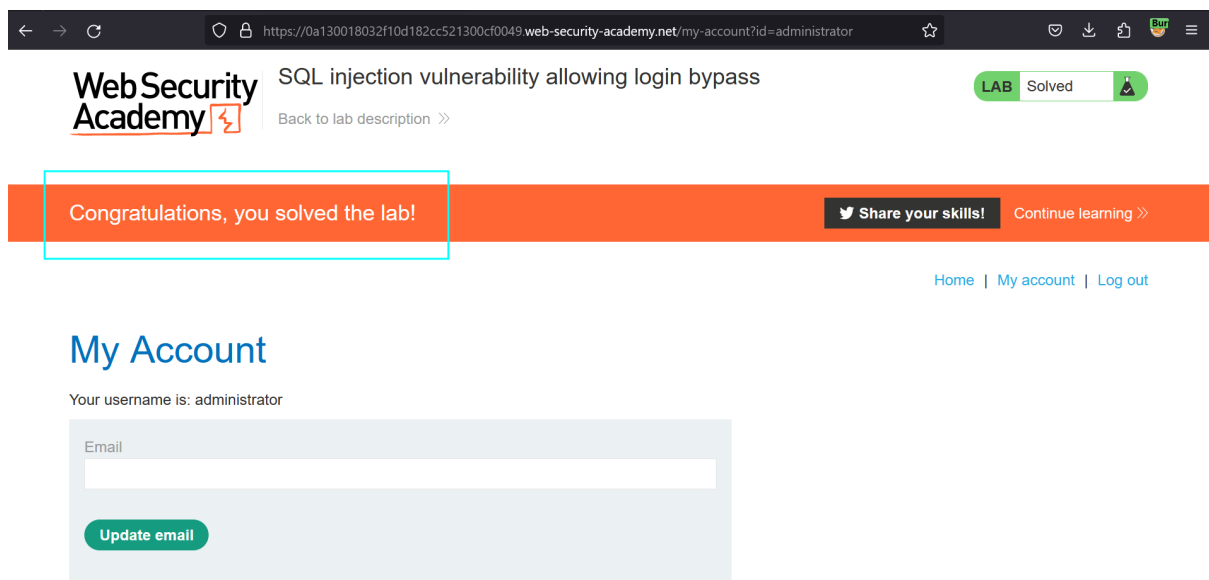 https://0a130018032f10d182cc521300cf0049.web-security-academy.net/my-account?id=administrator
Bur
Web Security
Academy
SQL injection vulnerability allowing login bypass
Back to lab description >>
LAB Solved
Congratulations, you solved the lab!
Share your skills! Continue learning >>
Home | My account | Log out
My Account
Your username is: administrator
Email
Update email